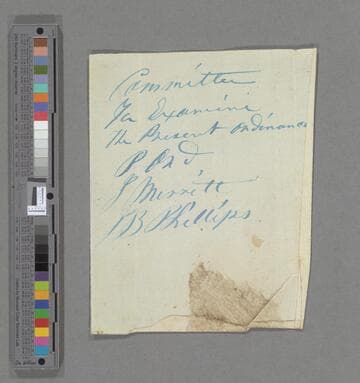 Committee
To Examine
the Present ordinance
P Ord
J Merritt
J B Phillips